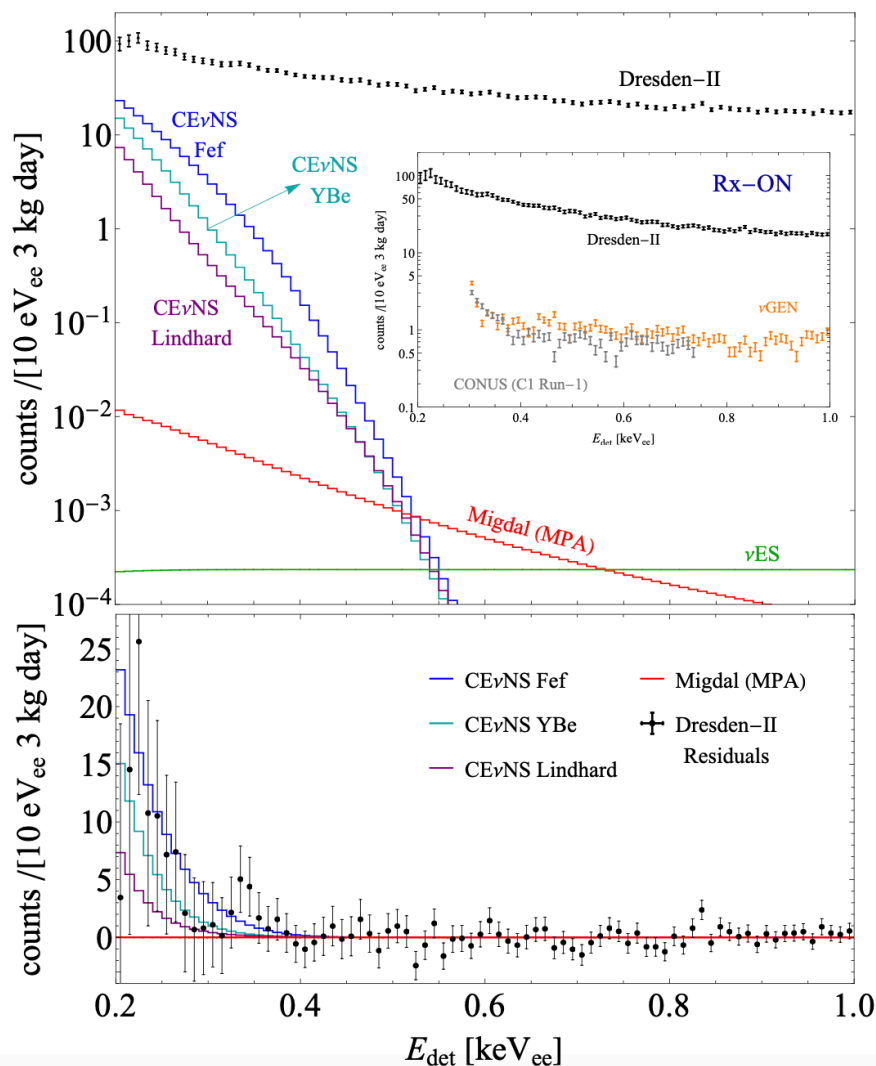 100
10
1
10⁻¹
10⁻²
10⁻³
10⁻⁴
counts /[10 eVₑₑ 3 kg day]
Dresden−II
CEνNS
Fef
CEνNS
YBe
CEνNS
Lindhard
Migdal (MPA)
νES
100
50
10
5
1
0.5
0.1
counts /[10 eVₑₑ 3 kg day]
Rx−ON
Dresden−II
νGEN
CONUS (C1 Run−1)
0.2 0.4 0.6 0.8 1.0
E_det [keVₑₑ]
25
20
15
10
5
0
counts /[10 eVₑₑ 3 kg day]
CEνNS Fef
CEνNS YBe
CEνNS Lindhard
Migdal (MPA)
Dresden−II
Residuals
0.2 0.4 0.6 0.8 1.0
E_det [keVₑₑ]